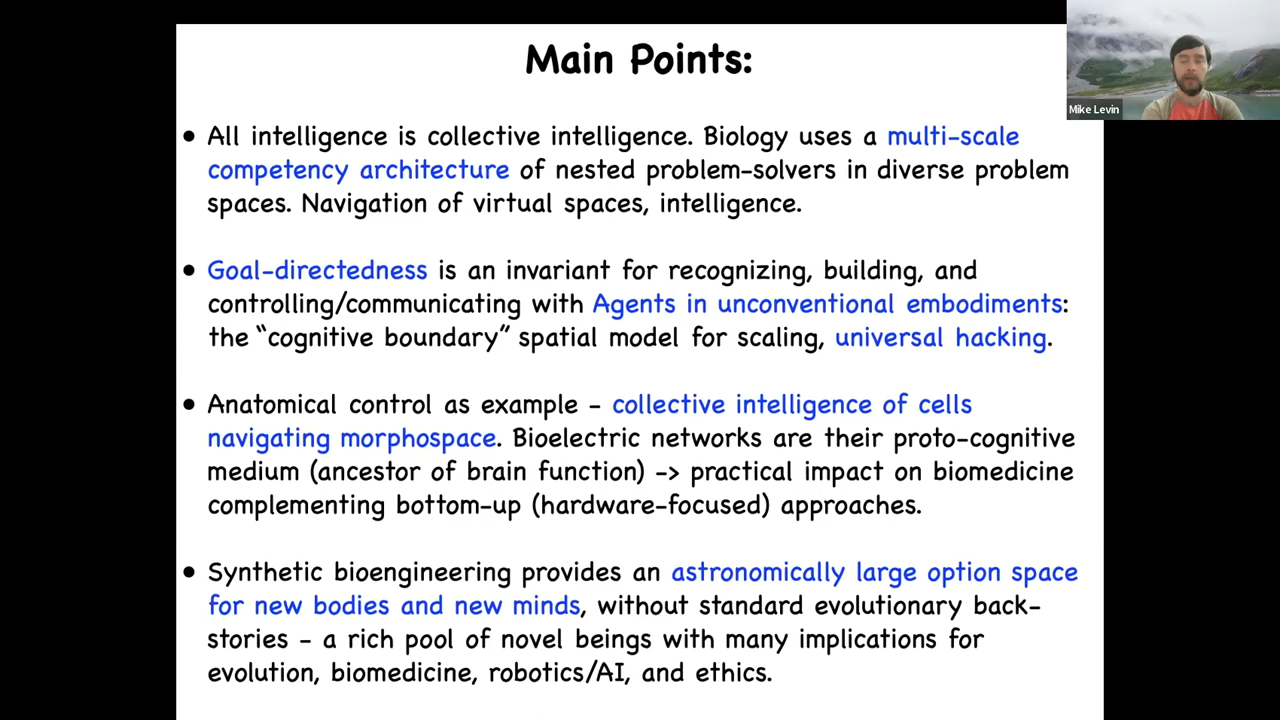 Main Points:
Mike Levin
• All intelligence is collective intelligence. Biology uses a multi-scale
competency architecture of nested problem-solvers in diverse problem
spaces. Navigation of virtual spaces, intelligence.
• Goal-directedness is an invariant for recognizing, building, and
controlling/communicating with Agents in unconventional embodiments:
the “cognitive boundary” spatial model for scaling, universal hacking.
• Anatomical control as example - collective intelligence of cells
navigating morphospace. Bioelectric networks are their proto-cognitive
medium (ancestor of brain function) -> practical impact on biomedicine
complementing bottom-up (hardware-focused) approaches.
• Synthetic bioengineering provides an astronomically large option space
for new bodies and new minds, without standard evolutionary back-
stories - a rich pool of novel beings with many implications for
evolution, biomedicine, robotics/AI, and ethics.